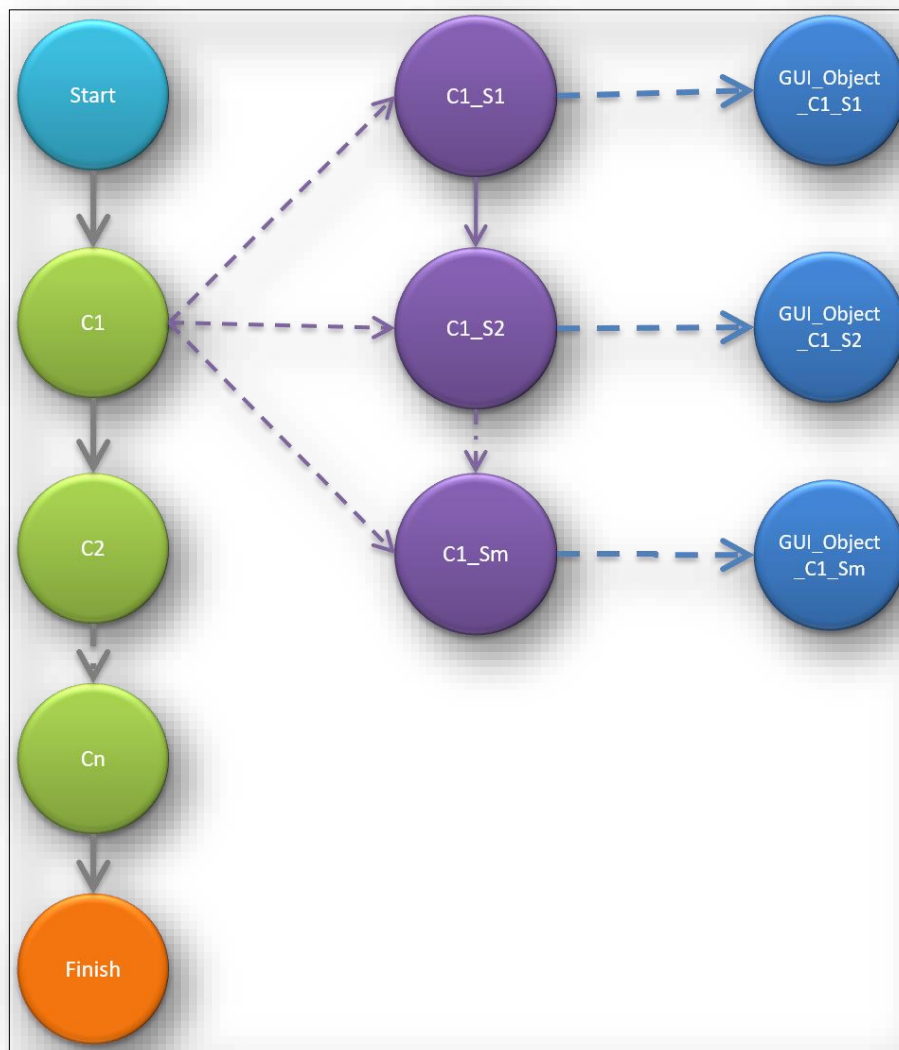 Start
C1_S1
GUI_Object
_C1_S1
C1
C1_S2
GUI_Object
_C1_S2
C2
C1_Sm
GUI_Object
_C1_Sm
Cn
Finish